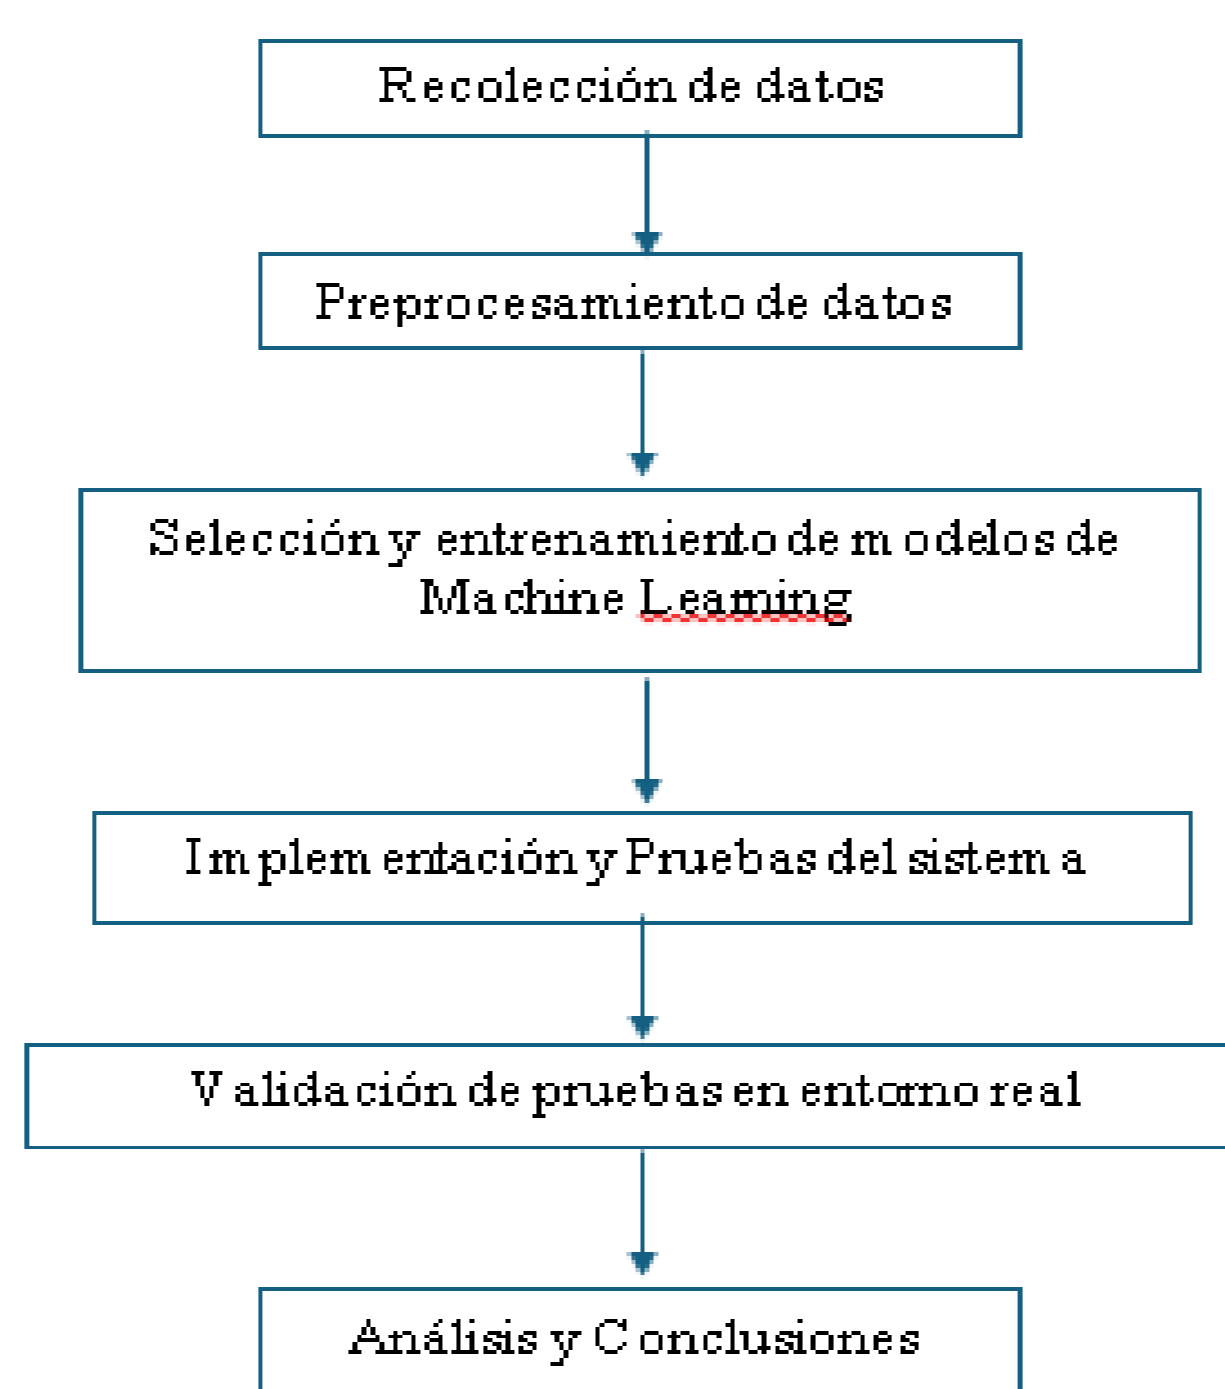 Recolección de datos
Preprocesamiento de datos
Selección y entrenamiento de modelos de
Machine Learning
Implementación y Pruebas del sistema
Validación de pruebas en entorno real
Análisis y Conclusiones